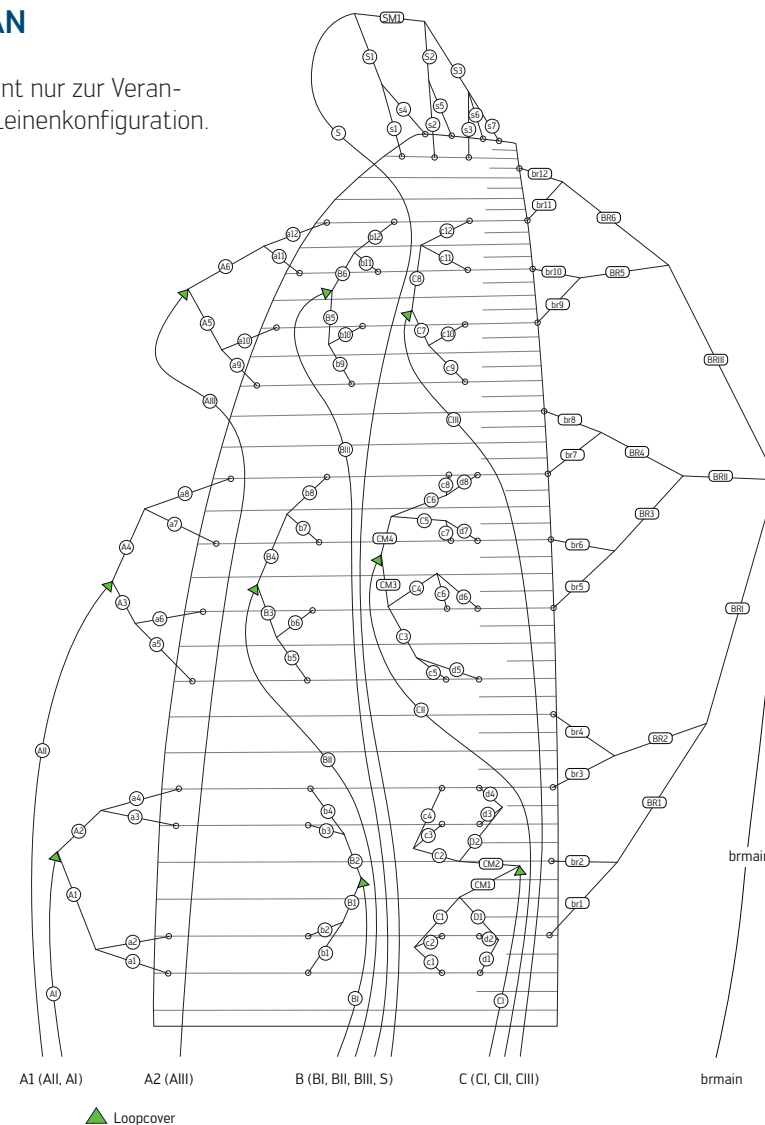 AN
nt nur zur Veran-
Leinenkonfiguration.
SM1
S1
S2
S3
s4
s5
s6
s1
s2
s3
s7
S
br12
br11
BR6
a12
b12
c12
a11
b11
c11
A6
B6
C8
br10
BR5
br9
A5
B5
C7
a10
b10
c10
a9
b9
c9
BRIII
AIII
BIII
CIII
br8
br7
BR4
BRII
a8
b8
c8
d8
C6
a7
b7
C5
c7
d7
BR3
A4
B4
CM4
br6
br5
A3
B3
CM3
C4
c6
d6
BRI
a6
b6
C3
a5
b5
c5
d5
CII
br4
BR2
br3
AII
BII
a4
a3
b4
b3
c4
c3
d4
d3
BR1
A2
B2
C2
D2
CM2
br2
brmain
A1
B1
CM1
br1
C1
D1
a2
b2
c2
d2
a1
b1
c1
d1
AI
BI
CI
A1 (AII, AI)
A2 (AIII)
B (BI, BII, BIII, S)
C (CI, CII, CIII)
brmain
Loopcover